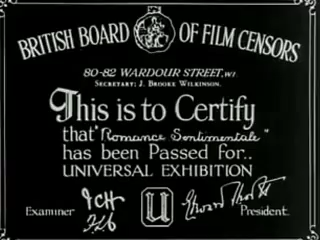 BRITISH BOARD OF FILM CENSORS
80-82 WARDOUR STREET, W.1.
SECRETARY: J. BROOKE WILKINSON.
This is to Certify
that "Romance Sentimentale"
has been Passed for..
UNIVERSAL EXHIBITION
Examiner
U
President.